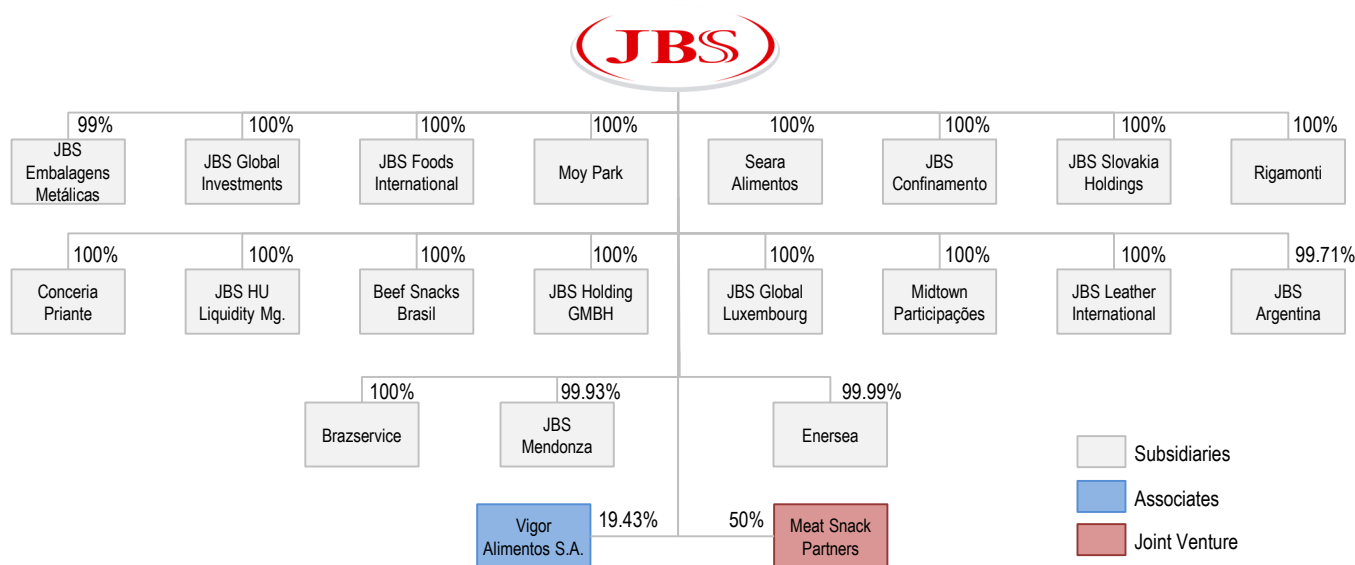 JBS
99%
100%
100%
100%
100%
100%
100%
100%
JBS
Embalagens
Metálicas
JBS Global
Investments
JBS Foods
International
Moy Park
Seara
Alimentos
JBS
Confinamento
JBS Slovakia
Holdings
Rigamonti
100%
100%
100%
100%
100%
100%
100%
99.71%
Conceria
Priante
JBS HU
Liquidity Mg.
Beef Snacks
Brasil
JBS Holding
GMBH
JBS Global
Luxembourg
Midtown
Participações
JBS Leather
International
JBS
Argentina
100%
99.93%
99.99%
Brazservice
JBS
Mendonza
Enersea
Vigor
Alimentos S.A.
19.43%
50%
Meat Snack
Partners
Subsidiaries
Associates
Joint Venture